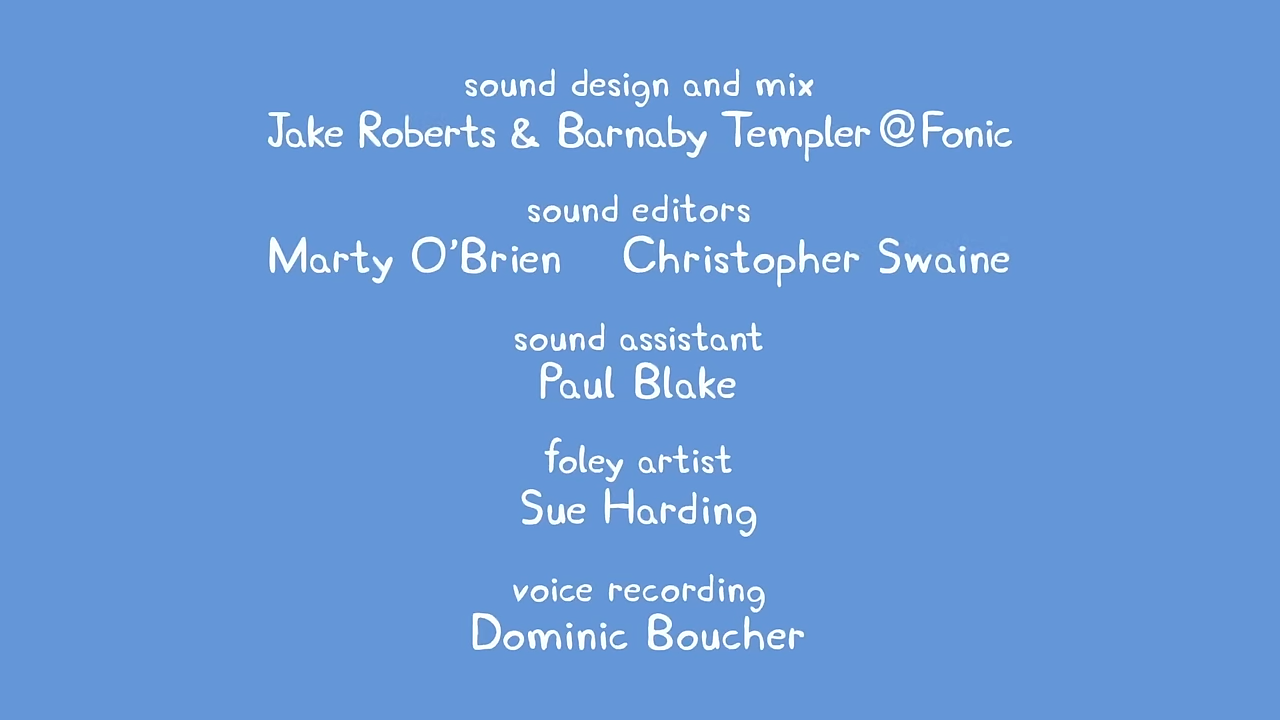 sound design and mix
Jake Roberts & Barnaby Templer @ Fonic
sound editors
Marty O'Brien Christopher Swaine
sound assistant
Paul Blake
foley artist
Sue Harding
voice recording
Dominic Boucher